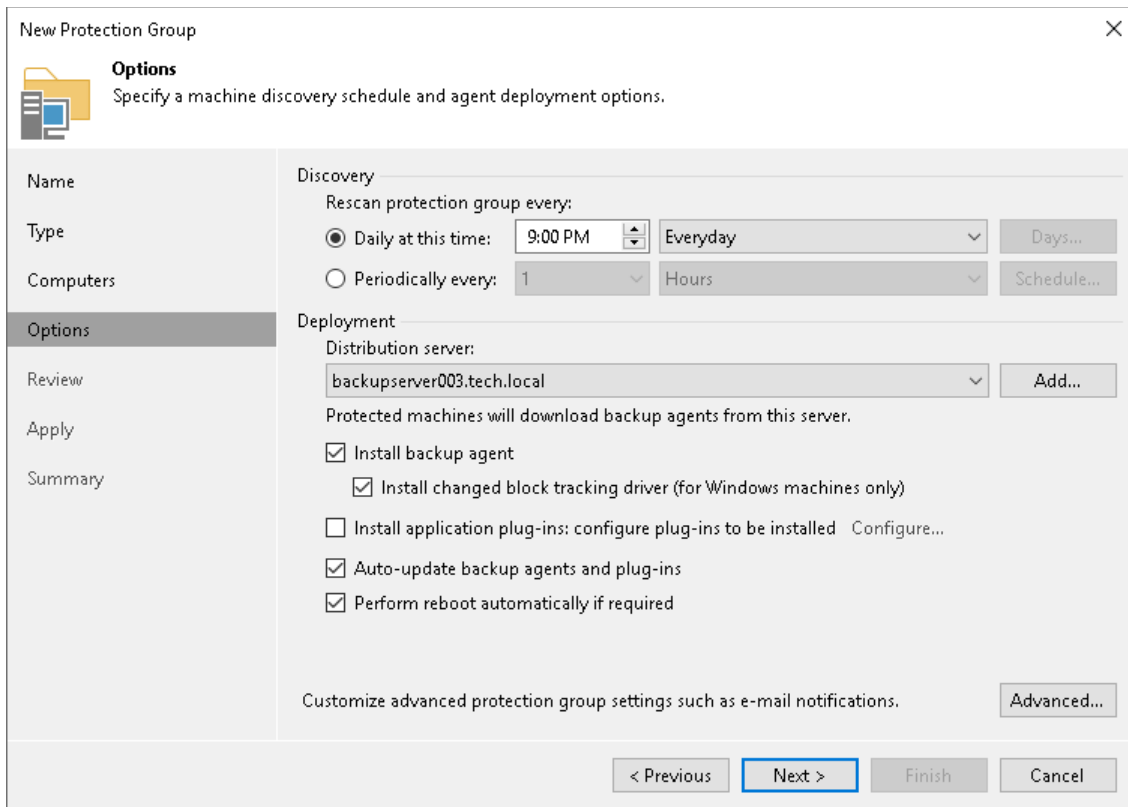 New Protection Group
Options
Specify a machine discovery schedule and agent deployment options.
Name
Type
Computers
Options
Review
Apply
Summary
Discovery
Rescan protection group every:
Daily at this time: 9:00 PM Everyday Days...
Periodically every: 1 Hours Schedule...
Deployment
Distribution server:
backupserver003.tech.local Add...
Protected machines will download backup agents from this server.
Install backup agent
Install changed block tracking driver (for Windows machines only)
Install application plug-ins: configure plug-ins to be installed Configure...
Auto-update backup agents and plug-ins
Perform reboot automatically if required
Customize advanced protection group settings such as e-mail notifications. Advanced...
< Previous Next > Finish Cancel